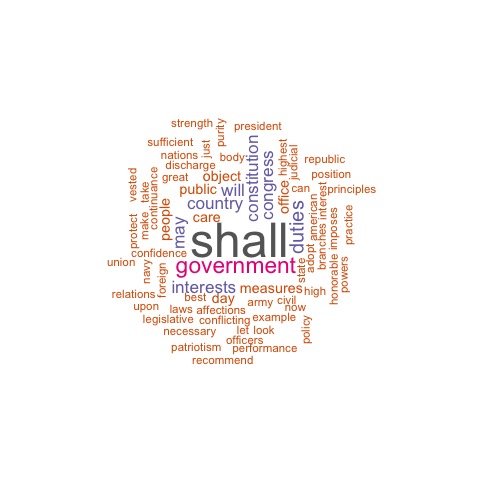 strength
president
sufficient
just
purity
nations
body
discharge
great
object
public
will
country
care
constitution
congress
highest
judicial
republic
position
can
principles
office
vested
take
continuance
make
protect
people
may
shall
duties
american
interest
imposes
practice
adopt
branches
honorable
state
powers
confidence
union
navy
foreign
government
interests
measures
high
relations
best
day
army
civil
now
upon
laws
affections
legislative
conflicting
example
policy
necessary
let
look
officers
patriotism
performance
recommend